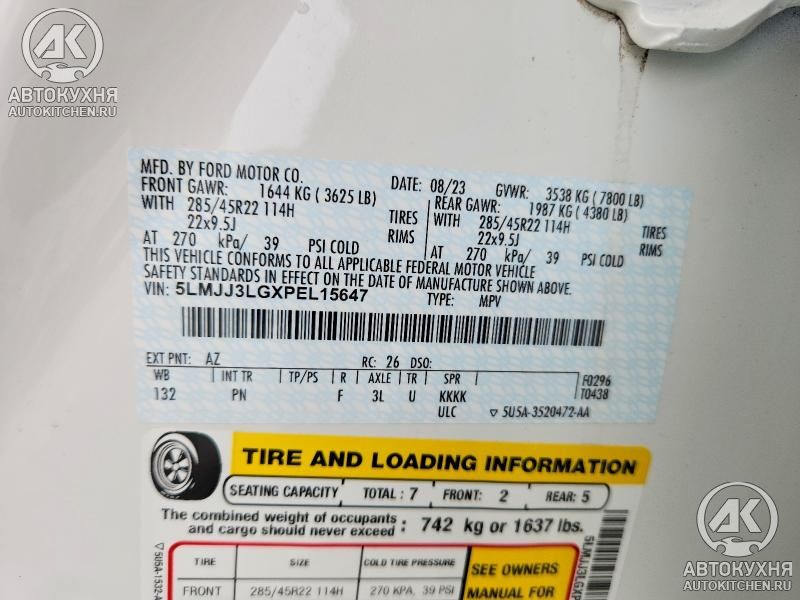 AK
АВТОКУХНЯ
AUTOKITCHEN.RU
MFD. BY FORD MOTOR CO.
DATE: 08/23 GVWR: 3538 KG ( 7800 LB)
FRONT GAWR: 1644 KG ( 3625 LB)
WITH 285/45R22 114H TIRES
22x9.5J RIMS
AT 270 kPa/ 39 PSI COLD
REAR GAWR: 1987 KG ( 4380 LB)
WITH 285/45R22 114H TIRES
22x9.5J RIMS
AT 270 kPa/ 39 PSI COLD
THIS VEHICLE CONFORMS TO ALL APPLICABLE FEDERAL MOTOR VEHICLE
SAFETY STANDARDS IN EFFECT ON THE DATE OF MANUFACTURE SHOWN ABOVE.
VIN: 5LMJJ3LGXPEL15647 TYPE: MPV
EXT PNT: AZ RC: 26 DSO:
WB INT TR TP/PS R AXLE TR SPR F0296
132 PN F 3L U KKKK T0438
ULC ▽ 5U5A-3520472-AA
TIRE AND LOADING INFORMATION
SEATING CAPACITY TOTAL : 7 FRONT: 2 REAR: 5
The combined weight of occupants
and cargo should never exceed : 742 kg or 1637 lbs.
TIRE SIZE COLD TIRE PRESSURE
FRONT 285/45R22 114H 270 KPA, 39 PSI
SEE OWNERS
MANUAL FOR
▽ 5U5A-1532-A
5LMJJ3LGXP
AK
АВТОКУХНЯ
AUTOKITCHEN.RU